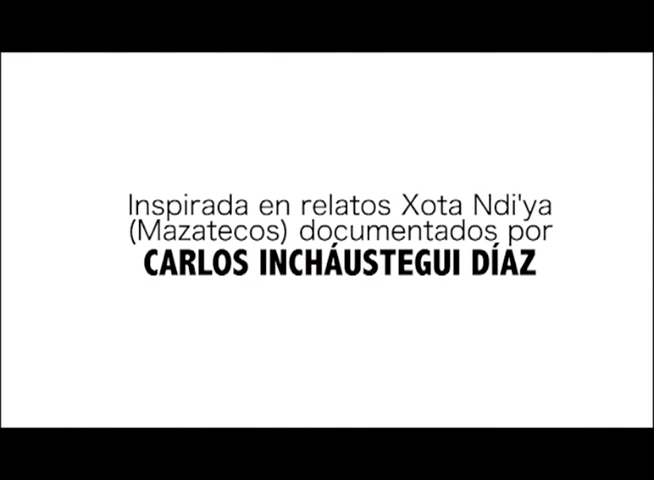 Inspirada en relatos Xota Ndi'ya
(Mazatecos) documentados por
CARLOS INCHÁUSTEGUI DÍAZ